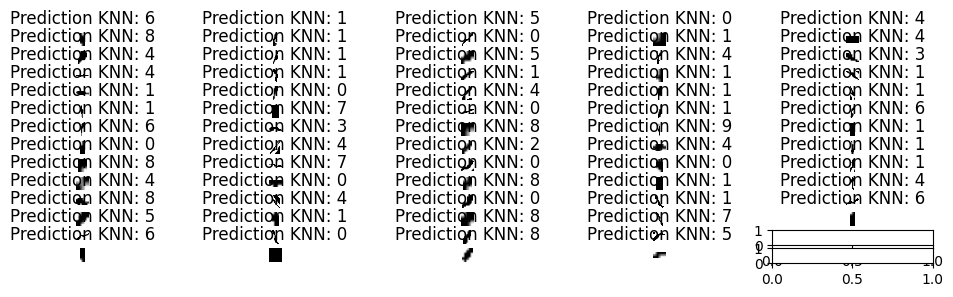 Prediction KNN: 6 Prediction KNN: 1 Prediction KNN: 5 Prediction KNN: 0 Prediction KNN: 4
Prediction KNN: 8 Prediction KNN: 1 Prediction KNN: 0 Prediction KNN: 1 Prediction KNN: 4
Prediction KNN: 4 Prediction KNN: 1 Prediction KNN: 5 Prediction KNN: 4 Prediction KNN: 3
Prediction KNN: 4 Prediction KNN: 1 Prediction KNN: 1 Prediction KNN: 1 Prediction KNN: 1
Prediction KNN: 1 Prediction KNN: 0 Prediction KNN: 4 Prediction KNN: 1 Prediction KNN: 1
Prediction KNN: 1 Prediction KNN: 7 Prediction KNN: 0 Prediction KNN: 1 Prediction KNN: 6
Prediction KNN: 6 Prediction KNN: 3 Prediction KNN: 8 Prediction KNN: 9 Prediction KNN: 1
Prediction KNN: 0 Prediction KNN: 4 Prediction KNN: 2 Prediction KNN: 4 Prediction KNN: 1
Prediction KNN: 8 Prediction KNN: 7 Prediction KNN: 0 Prediction KNN: 0 Prediction KNN: 1
Prediction KNN: 4 Prediction KNN: 0 Prediction KNN: 8 Prediction KNN: 1 Prediction KNN: 4
Prediction KNN: 8 Prediction KNN: 4 Prediction KNN: 0 Prediction KNN: 1 Prediction KNN: 6
Prediction KNN: 5 Prediction KNN: 1 Prediction KNN: 8 Prediction KNN: 7
Prediction KNN: 6 Prediction KNN: 0 Prediction KNN: 8 Prediction KNN: 5
1
0
1
0
0.0 0.5 1.0